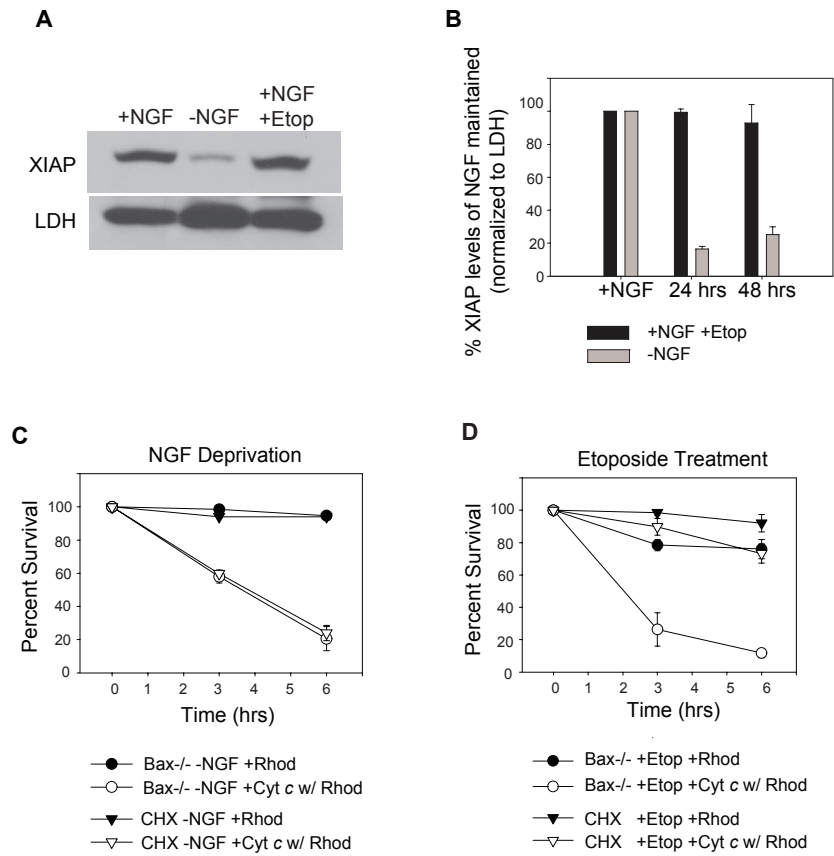 A
+NGF -NGF +NGF
+Etop
XIAP
LDH
B
% XIAP levels of NGF maintained
(normalized to LDH)
100
80
60
40
20
0
+NGF 24 hrs 48 hrs
+NGF +Etop
-NGF
C
NGF Deprivation
Percent Survival
100
80
60
40
20
0
0 1 2 3 4 5 6
Time (hrs)
Bax-/- -NGF +Rhod
Bax-/- -NGF +Cyt c w/ Rhod
CHX -NGF +Rhod
CHX -NGF +Cyt c w/ Rhod
D
Etoposide Treatment
Percent Survival
100
80
60
40
20
0
0 1 2 3 4 5 6
Time (hrs)
Bax-/- +Etop +Rhod
Bax-/- +Etop +Cyt c w/ Rhod
CHX +Etop +Rhod
CHX +Etop +Cyt c w/ Rhod